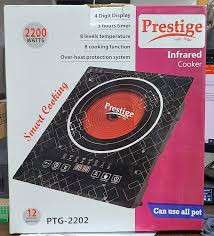 2200
WATTS
4 Digit Display
3 hours timer
8 levels temperature
8 cooking function
Over-heat protection system
Prestige
Infrared
Cooker
Smart Cooking
Prestige
12
PTG-2202
Can use all pot